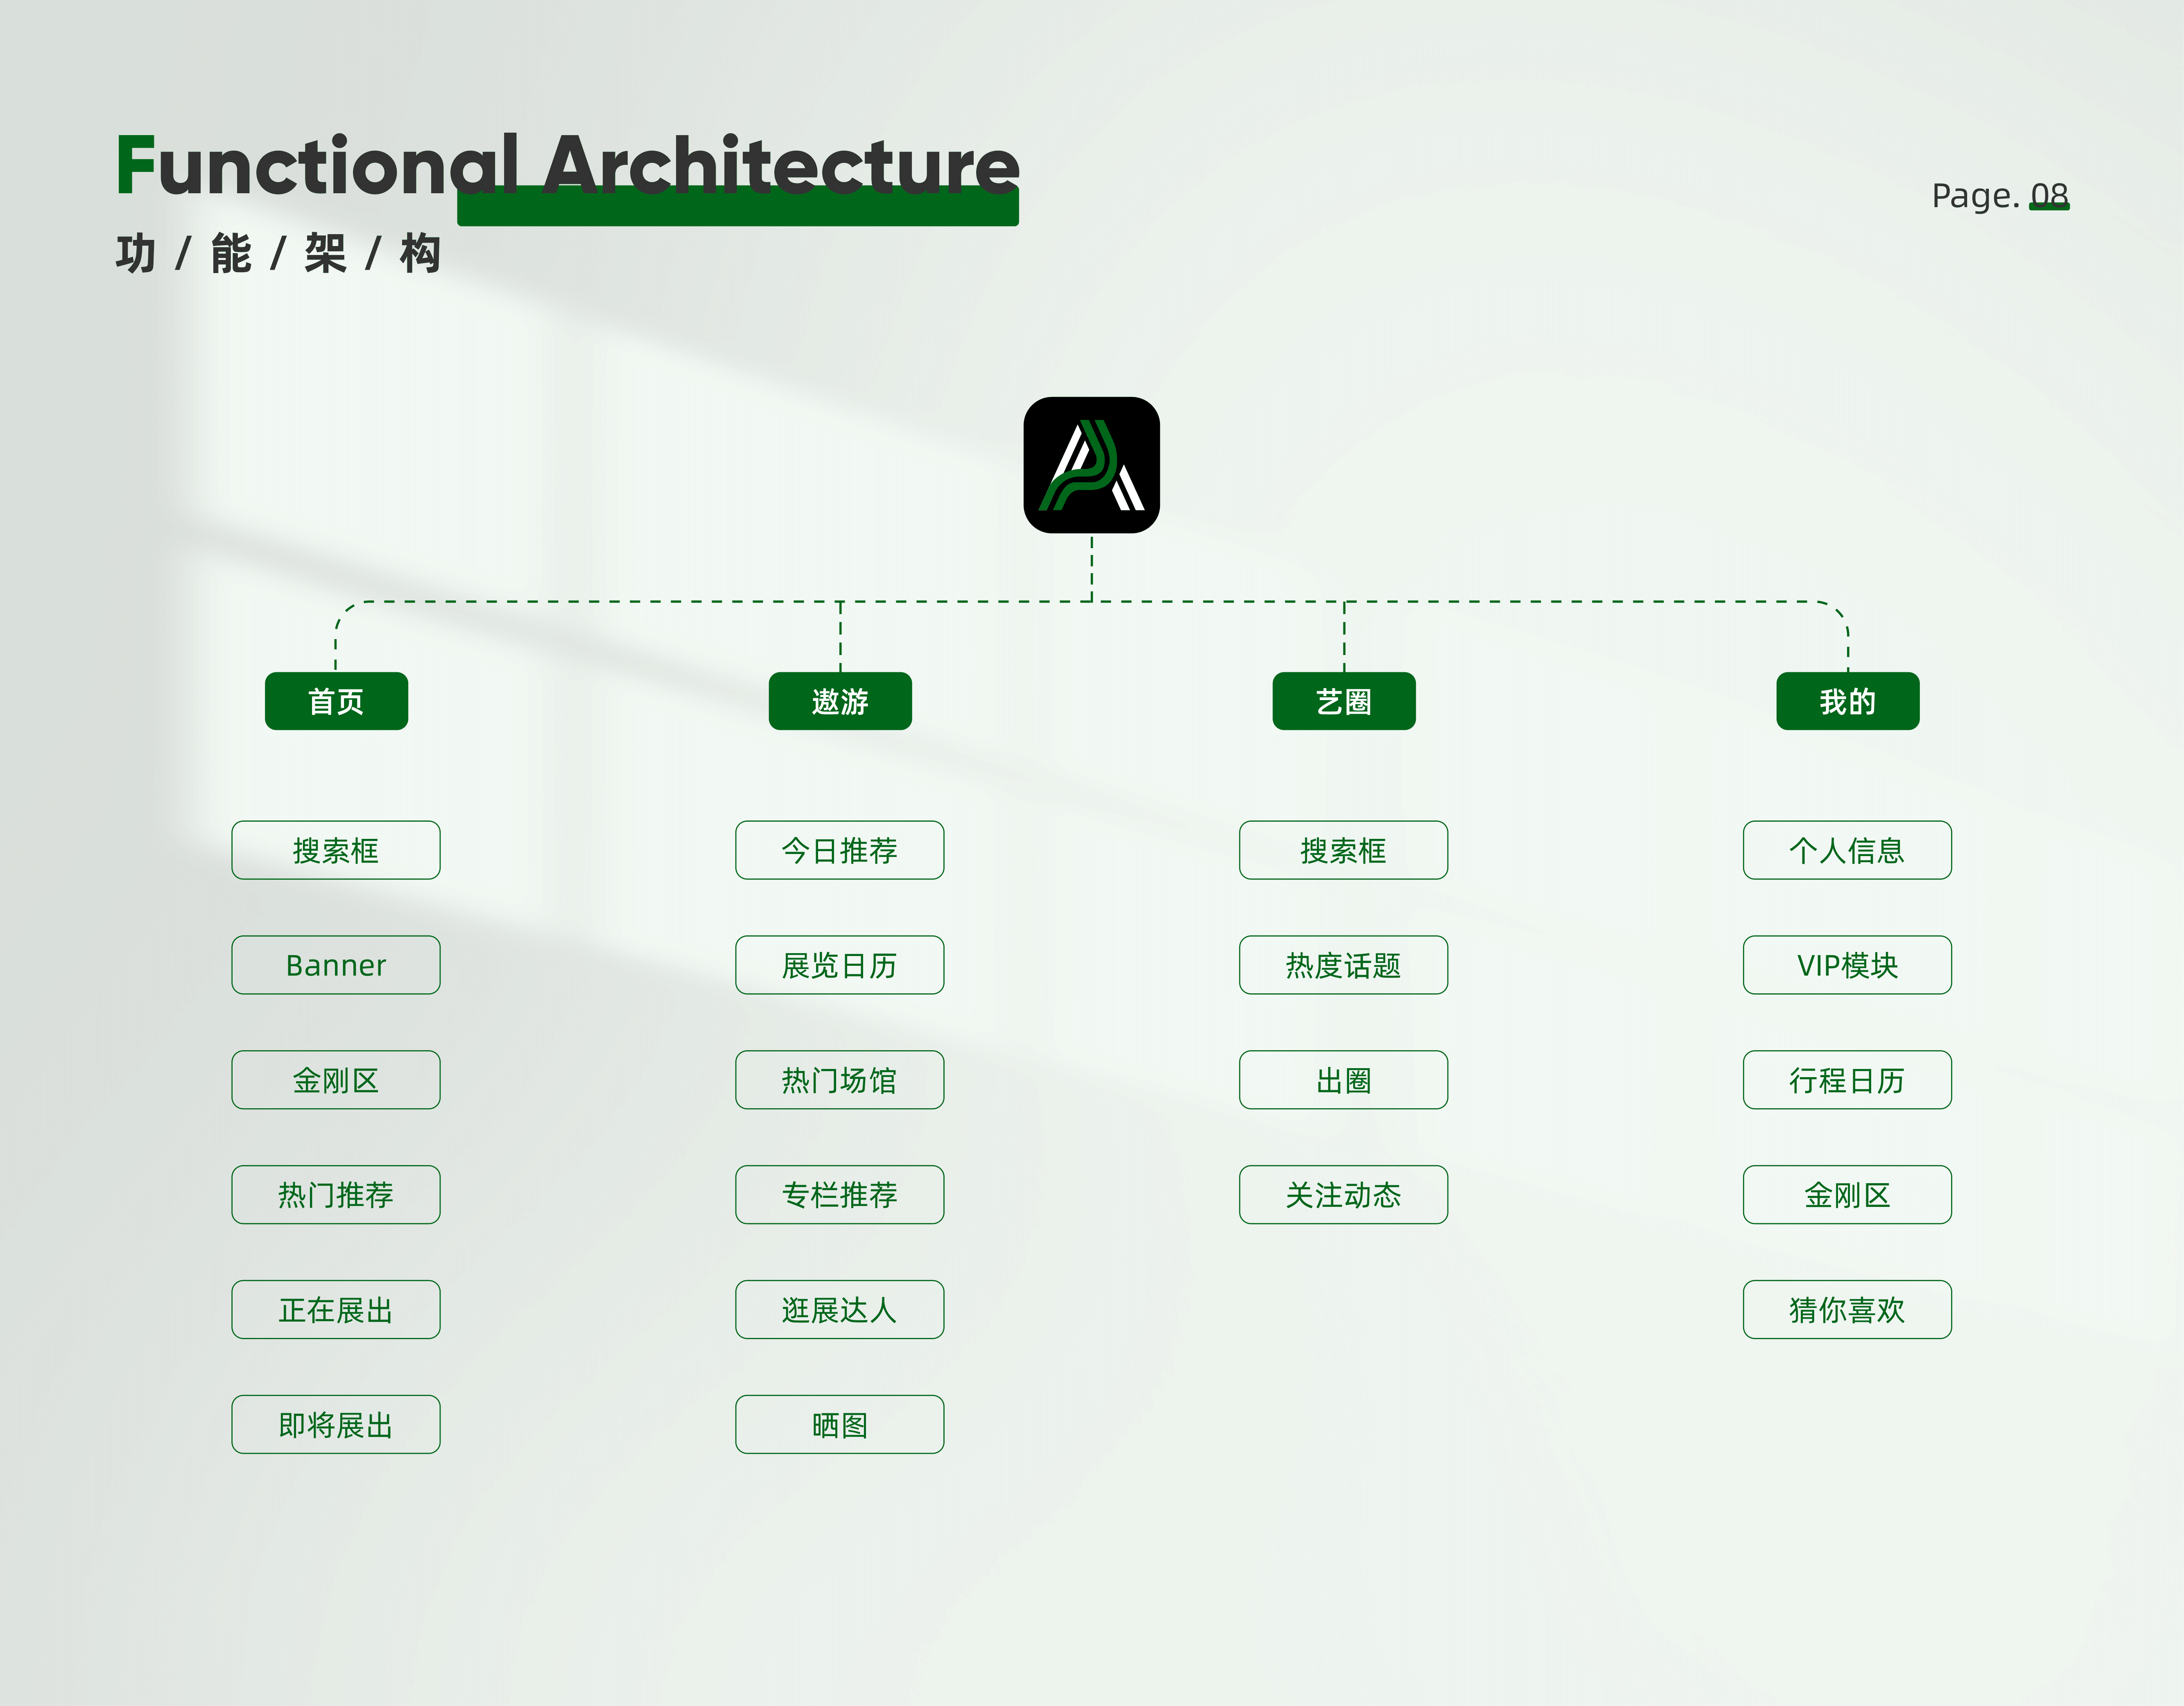 Functional Architecture
功 / 能 / 架 / 构
Page. 08
首页
遨游
艺圈
我的
搜索框
今日推荐
搜索框
个人信息
Banner
展览日历
热度话题
VIP模块
金刚区
热门场馆
出圈
行程日历
热门推荐
专栏推荐
关注动态
金刚区
正在展出
逛展达人
猜你喜欢
即将展出
晒图